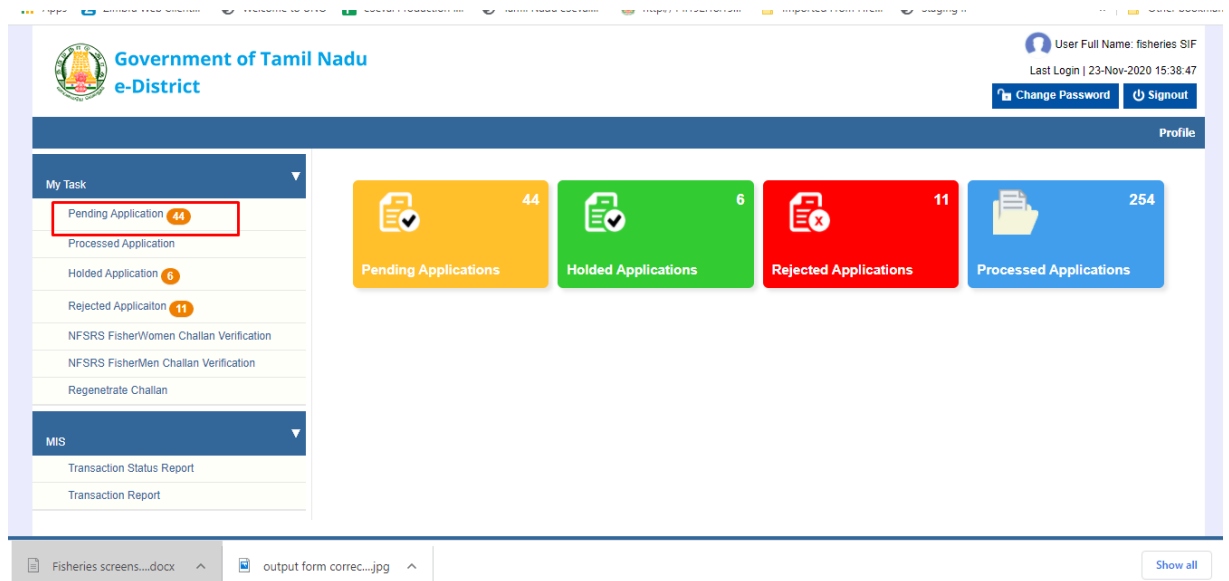 Government of Tamil Nadu
e-District
User Full Name: fisheries SIF
Last Login | 23-Nov-2020 15:38:47
Change Password
Signout
Profile
My Task
Pending Application 44
Processed Application
Holded Application 6
Rejected Applicaiton 11
NFSRS FisherWomen Challan Verification
NFSRS FisherMen Challan Verification
Regenetrate Challan
MIS
Transaction Status Report
Transaction Report
44
Pending Applications
6
Holded Applications
11
Rejected Applications
254
Processed Applications
Fisheries screens....docx
output form correc....jpg
Show all